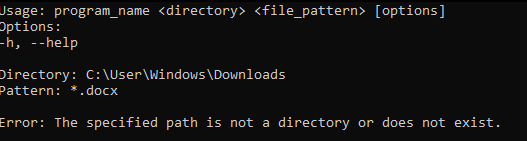 Usage: program_name <directory> <file_pattern> [options]
Options:
-h, --help
Directory: C:\User\Windows\Downloads
Pattern: *.docx
Error: The specified path is not a directory or does not exist.